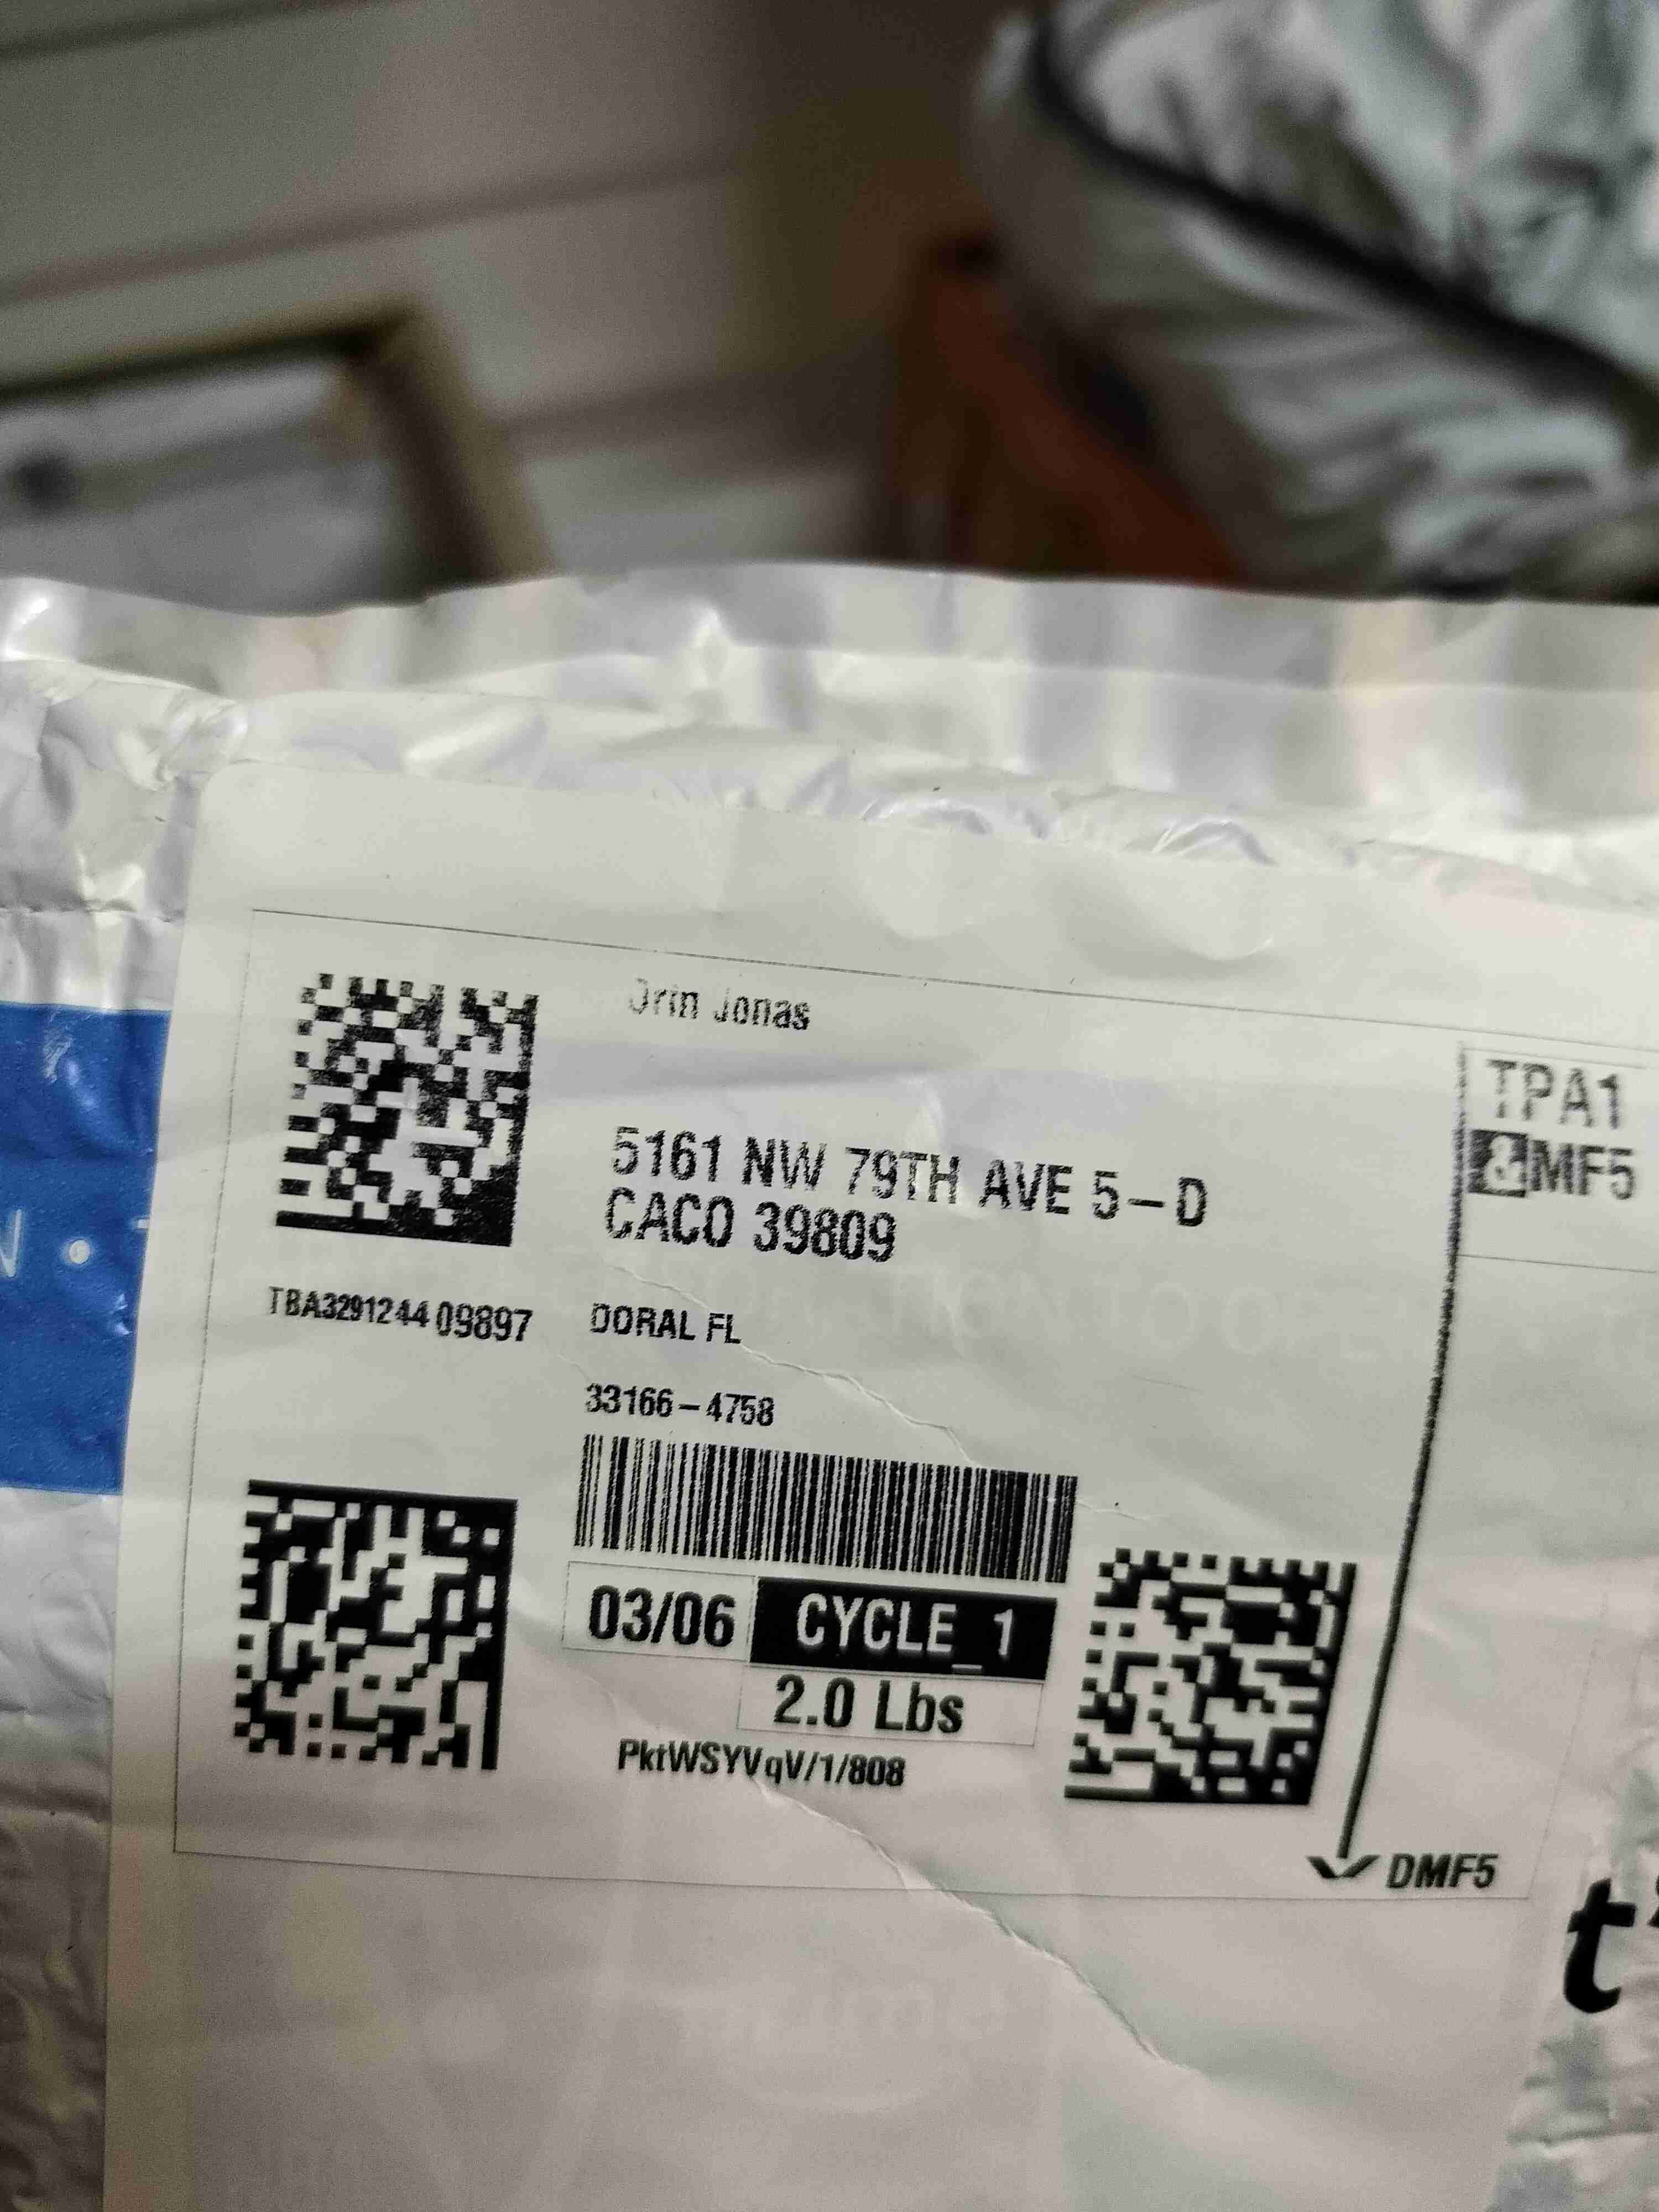 Orin Jonas
TPA1
&MF5
5161 NW 79TH AVE 5-D
CACO 39809
TBA329124409897
DORAL FL
33166-4758
03/06 CYCLE_1
2.0 Lbs
PktWSYVqV/1/808
DMF5